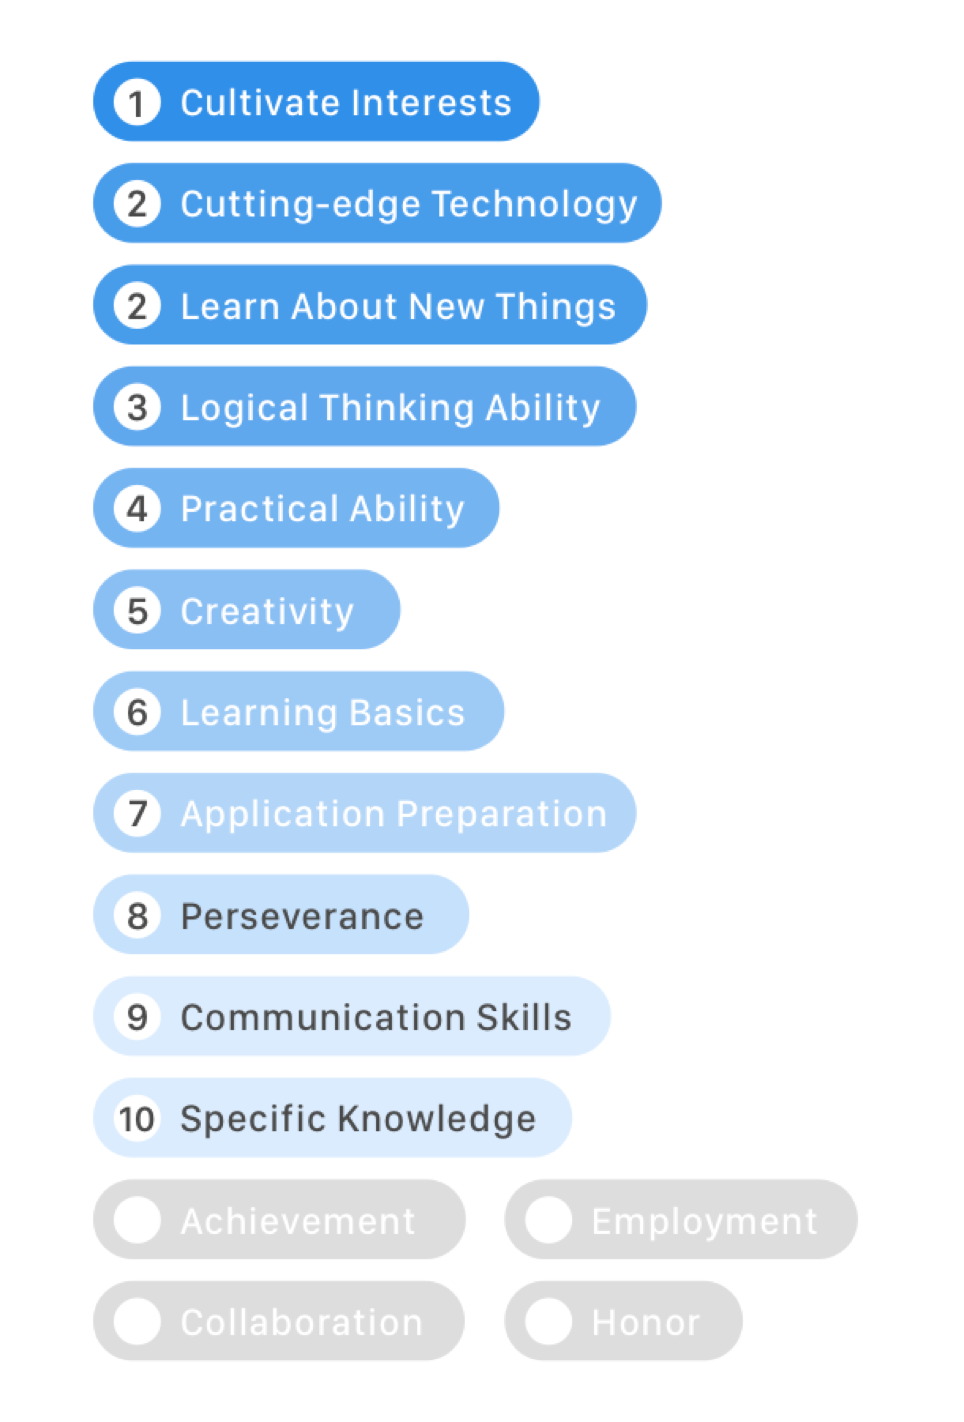 1 Cultivate Interests
2 Cutting-edge Technology
2 Learn About New Things
3 Logical Thinking Ability
4 Practical Ability
5 Creativity
6 Learning Basics
7 Application Preparation
8 Perseverance
9 Communication Skills
10 Specific Knowledge
Achievement Employment
Collaboration Honor